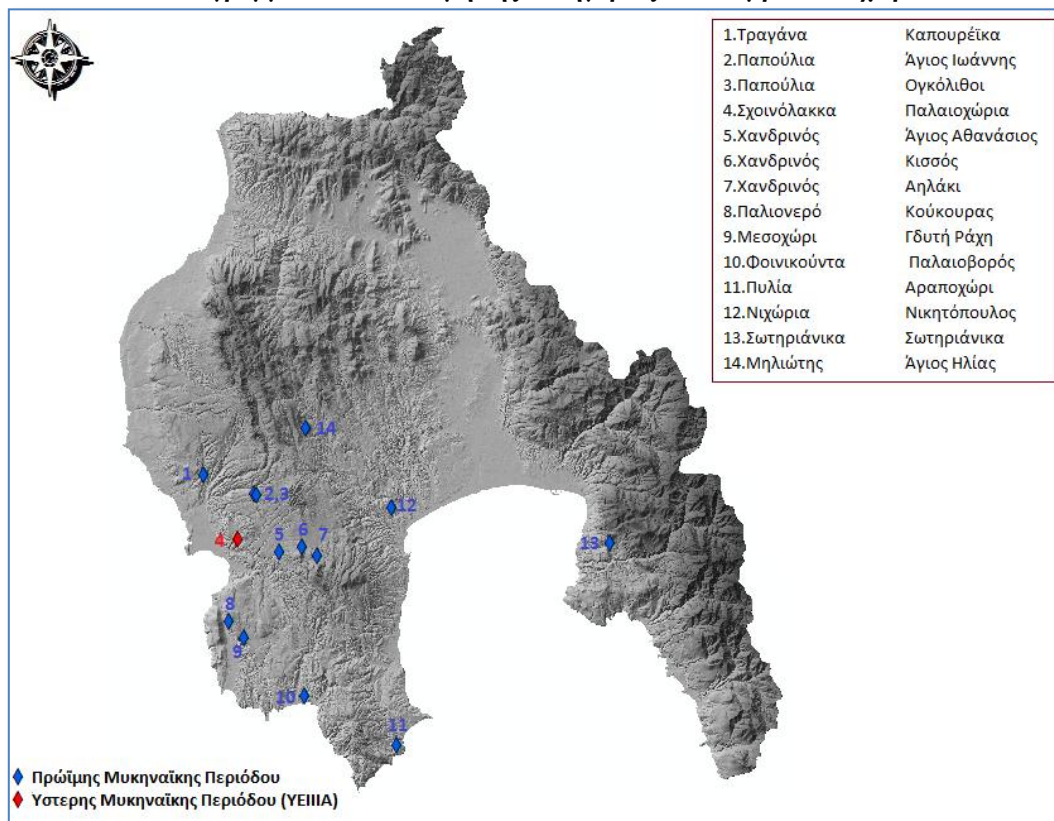 1.Τραγάνα Καπουρέϊκα
2.Παπούλια Άγιος Ιωάννης
3.Παπούλια Ογκόλιθοι
4.Σχοινόλακκα Παλαιοχώρια
5.Χανδρινός Άγιος Αθανάσιος
6.Χανδρινός Κισσός
7.Χανδρινός Αηλάκι
8.Παλιονερό Κούκουρας
9.Μεσοχώρι Γδυτή Ράχη
10.Φοινικούντα Παλαιοβορός
11.Πυλία Αραποχώρι
12.Νιχώρια Νικητόπουλος
13.Σωτηριάνικα Σωτηριάνικα
14.Μηλιώτης Άγιος Ηλίας
14
1
2,3
12
4
5
6
7
13
8
9
10
11
Πρώϊμης Μυκηναϊκης Περιόδου
Ύστερης Μυκηναϊκης Περιόδου (ΥΕΙΙΙΑ)